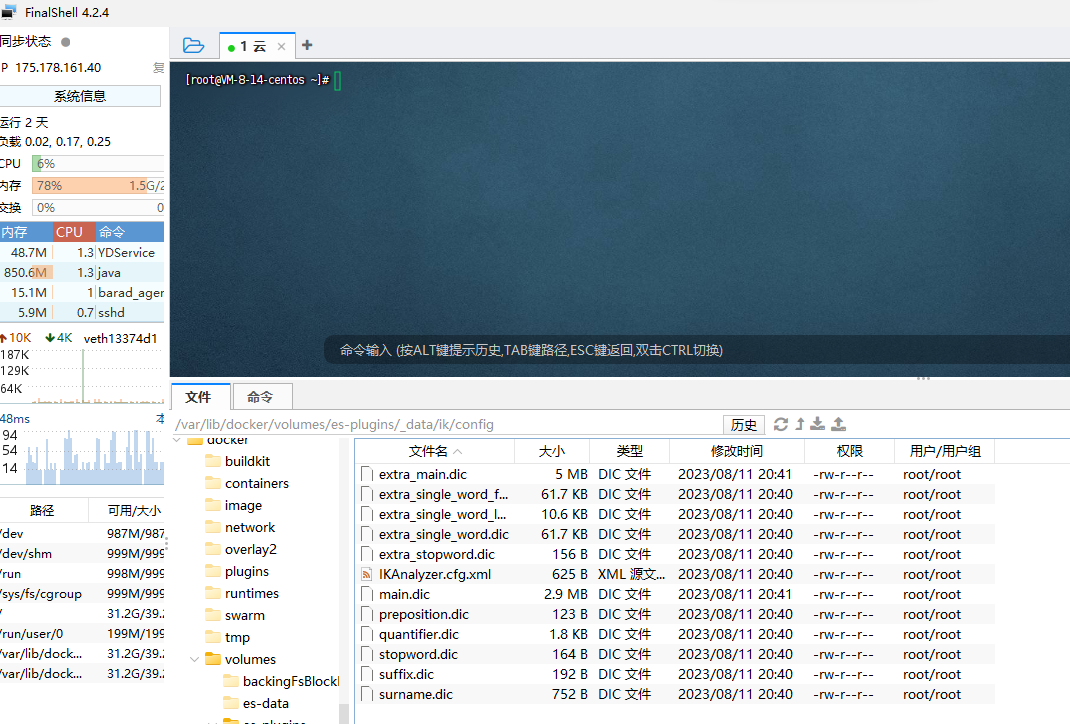 FinalShell 4.2.4
同步状态
P 175.178.161.40
复
系统信息
运行 2 天
负载 0.02, 0.17, 0.25
CPU 6%
内存 78% 1.5G/2
交换 0% 0
内存 CPU 命令
48.7M 1.3 YDService
850.6M 1.3 java
15.1M 1 barad_agen
5.9M 0.7 sshd
10K 4K veth13374d1
187K
129K
64K
48ms 本
94
54
14
路径 可用/大小
/dev 987M/987
/dev/shm 999M/999
/run 998M/999
/sys/fs/cgroup 999M/999
/ 31.2G/39.2
/run/user/0 199M/199
/var/lib/dock... 31.2G/39.2
/var/lib/dock... 31.2G/39.2
1 云 × +
[root@VM-8-14-centos ~]#
命令输入 (按ALT键提示历史,TAB键路径,ESC键返回,双击CTRL切换)
文件 命令
/var/lib/docker/volumes/es-plugins/_data/ik/config 历史
docker
buildkit
containers
image
network
overlay2
plugins
runtimes
swarm
tmp
volumes
backingFsBlockl
es-data
es-plugins
文件名 大小 类型 修改时间 权限 用户/用户组
extra_main.dic 5 MB DIC 文件 2023/08/11 20:41 -rw-r--r-- root/root
extra_single_word_f... 61.7 KB DIC 文件 2023/08/11 20:40 -rw-r--r-- root/root
extra_single_word_l... 10.6 KB DIC 文件 2023/08/11 20:40 -rw-r--r-- root/root
extra_single_word.dic 61.7 KB DIC 文件 2023/08/11 20:40 -rw-r--r-- root/root
extra_stopword.dic 156 B DIC 文件 2023/08/11 20:40 -rw-r--r-- root/root
IKAnalyzer.cfg.xml 625 B XML 源文... 2023/08/11 20:40 -rw-r--r-- root/root
main.dic 2.9 MB DIC 文件 2023/08/11 20:41 -rw-r--r-- root/root
preposition.dic 123 B DIC 文件 2023/08/11 20:40 -rw-r--r-- root/root
quantifier.dic 1.8 KB DIC 文件 2023/08/11 20:40 -rw-r--r-- root/root
stopword.dic 164 B DIC 文件 2023/08/11 20:40 -rw-r--r-- root/root
suffix.dic 192 B DIC 文件 2023/08/11 20:40 -rw-r--r-- root/root
surname.dic 752 B DIC 文件 2023/08/11 20:40 -rw-r--r-- root/root